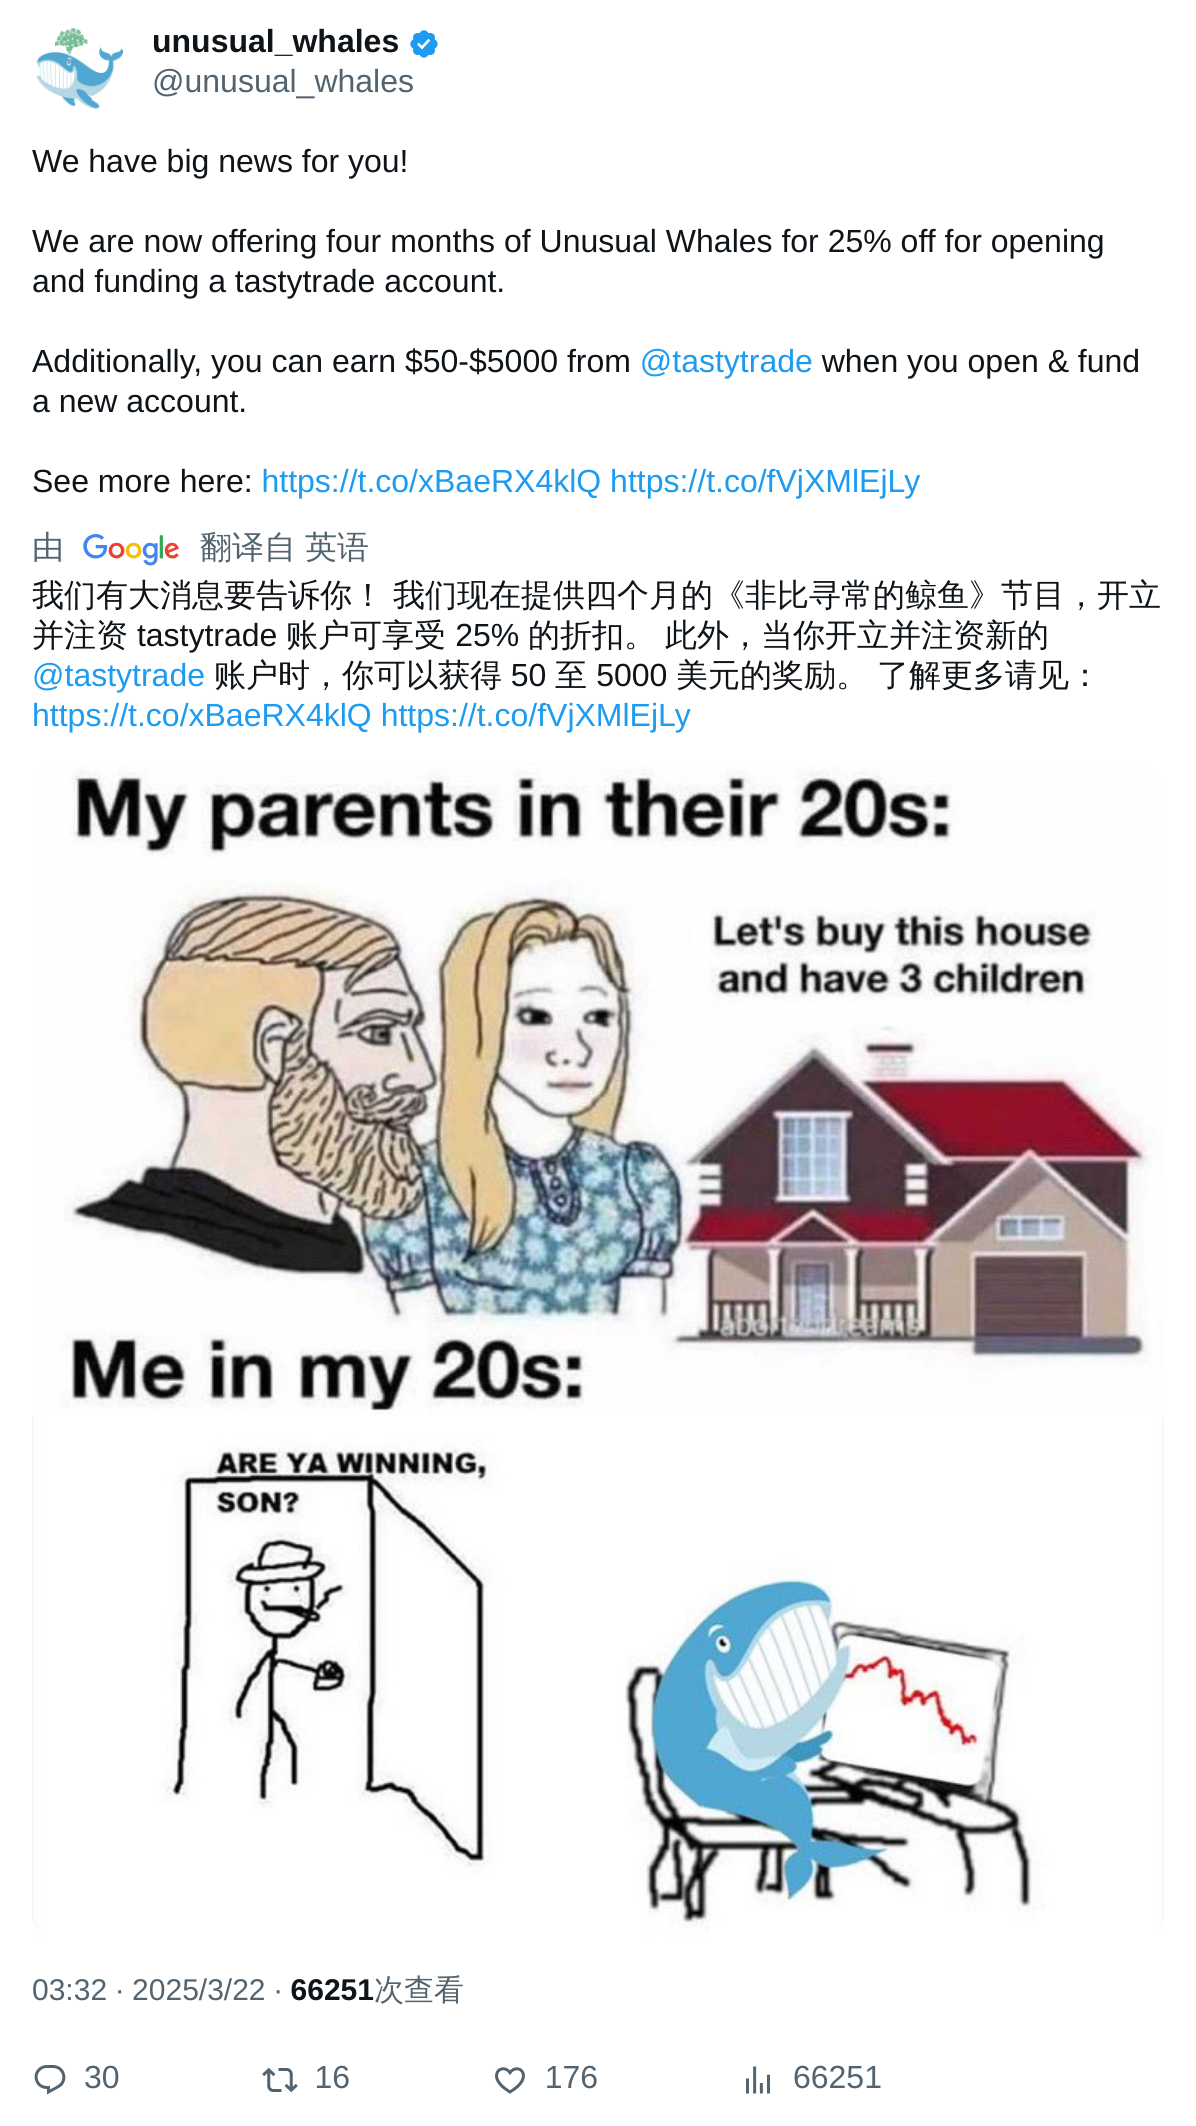 unusual_whales
@unusual_whales
We have big news for you!
We are now offering four months of Unusual Whales for 25% off for opening
and funding a tastytrade account.
Additionally, you can earn $50-$5000 from @tastytrade when you open & fund
a new account.
See more here: https://t.co/xBaeRX4klQ https://t.co/fVjXMlEjLy
由 Google 翻译自 英语
我们有大消息要告诉你！ 我们现在提供四个月的《非比寻常的鲸鱼》节目，开立
并注资 tastytrade 账户可享受 25% 的折扣。 此外，当你开立并注资新的
@tastytrade 账户时，你可以获得 50 至 5000 美元的奖励。 了解更多请见：
https://t.co/xBaeRX4klQ https://t.co/fVjXMlEjLy
My parents in their 20s:
Let's buy this house
and have 3 children
Me in my 20s:
ARE YA WINNING,
SON?
03:32 · 2025/3/22 · 66251次查看
30 16 176 66251